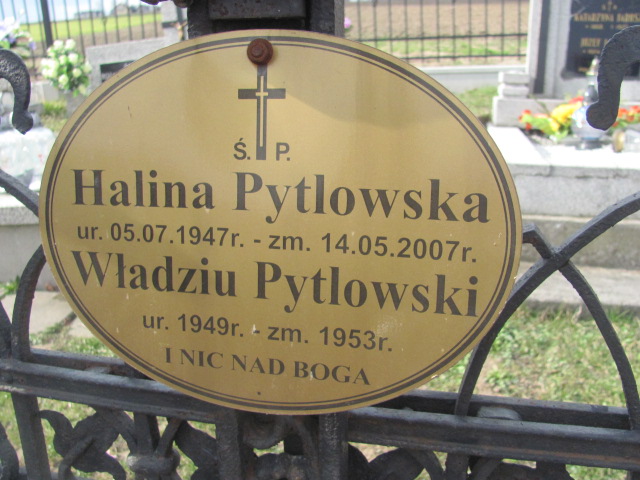 Ś. P.
Halina Pytlowska
ur. 05.07.1947r. - zm. 14.05.2007r.
Władziu Pytlowski
ur. 1949r. - zm. 1953r.
I NIC NAD BOGA